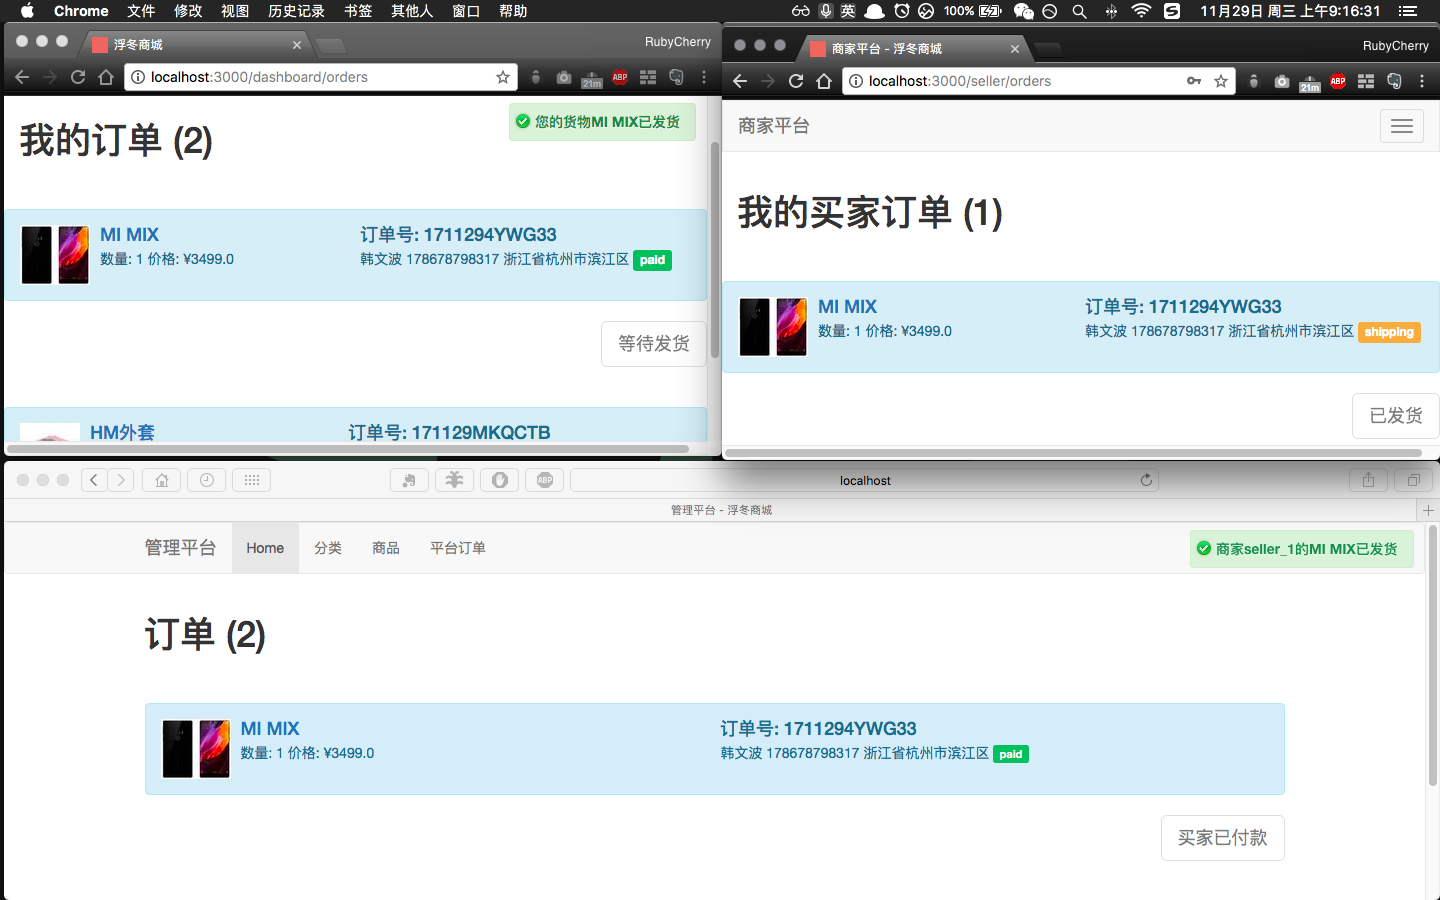 Chrome 文件 修改 视图 历史记录 书签 其他人 窗口 帮助 英 100% 11月29日 周三 上午9:16:31
浮冬商城
RubyCherry
localhost:3000/dashboard/orders
ABP
21m
我的订单 (2)
您的货物MI MIX已发货
MI MIX
数量: 1 价格: ¥3499.0
订单号: 1711294YWG33
韩文波 178678798317 浙江省杭州市滨江区 paid
等待发货
HM外套
订单号: 171129MKQCTB
商家平台 - 浮冬商城
RubyCherry
localhost:3000/seller/orders
ABP
21m
商家平台
我的买家订单 (1)
MI MIX
数量: 1 价格: ¥3499.0
订单号: 1711294YWG33
韩文波 178678798317 浙江省杭州市滨江区 shipping
已发货
ABP
localhost
管理平台 - 浮冬商城
管理平台 Home 分类 商品 平台订单
商家seller_1的MI MIX已发货
订单 (2)
MI MIX
数量: 1 价格: ¥3499.0
订单号: 1711294YWG33
韩文波 178678798317 浙江省杭州市滨江区 paid
买家已付款